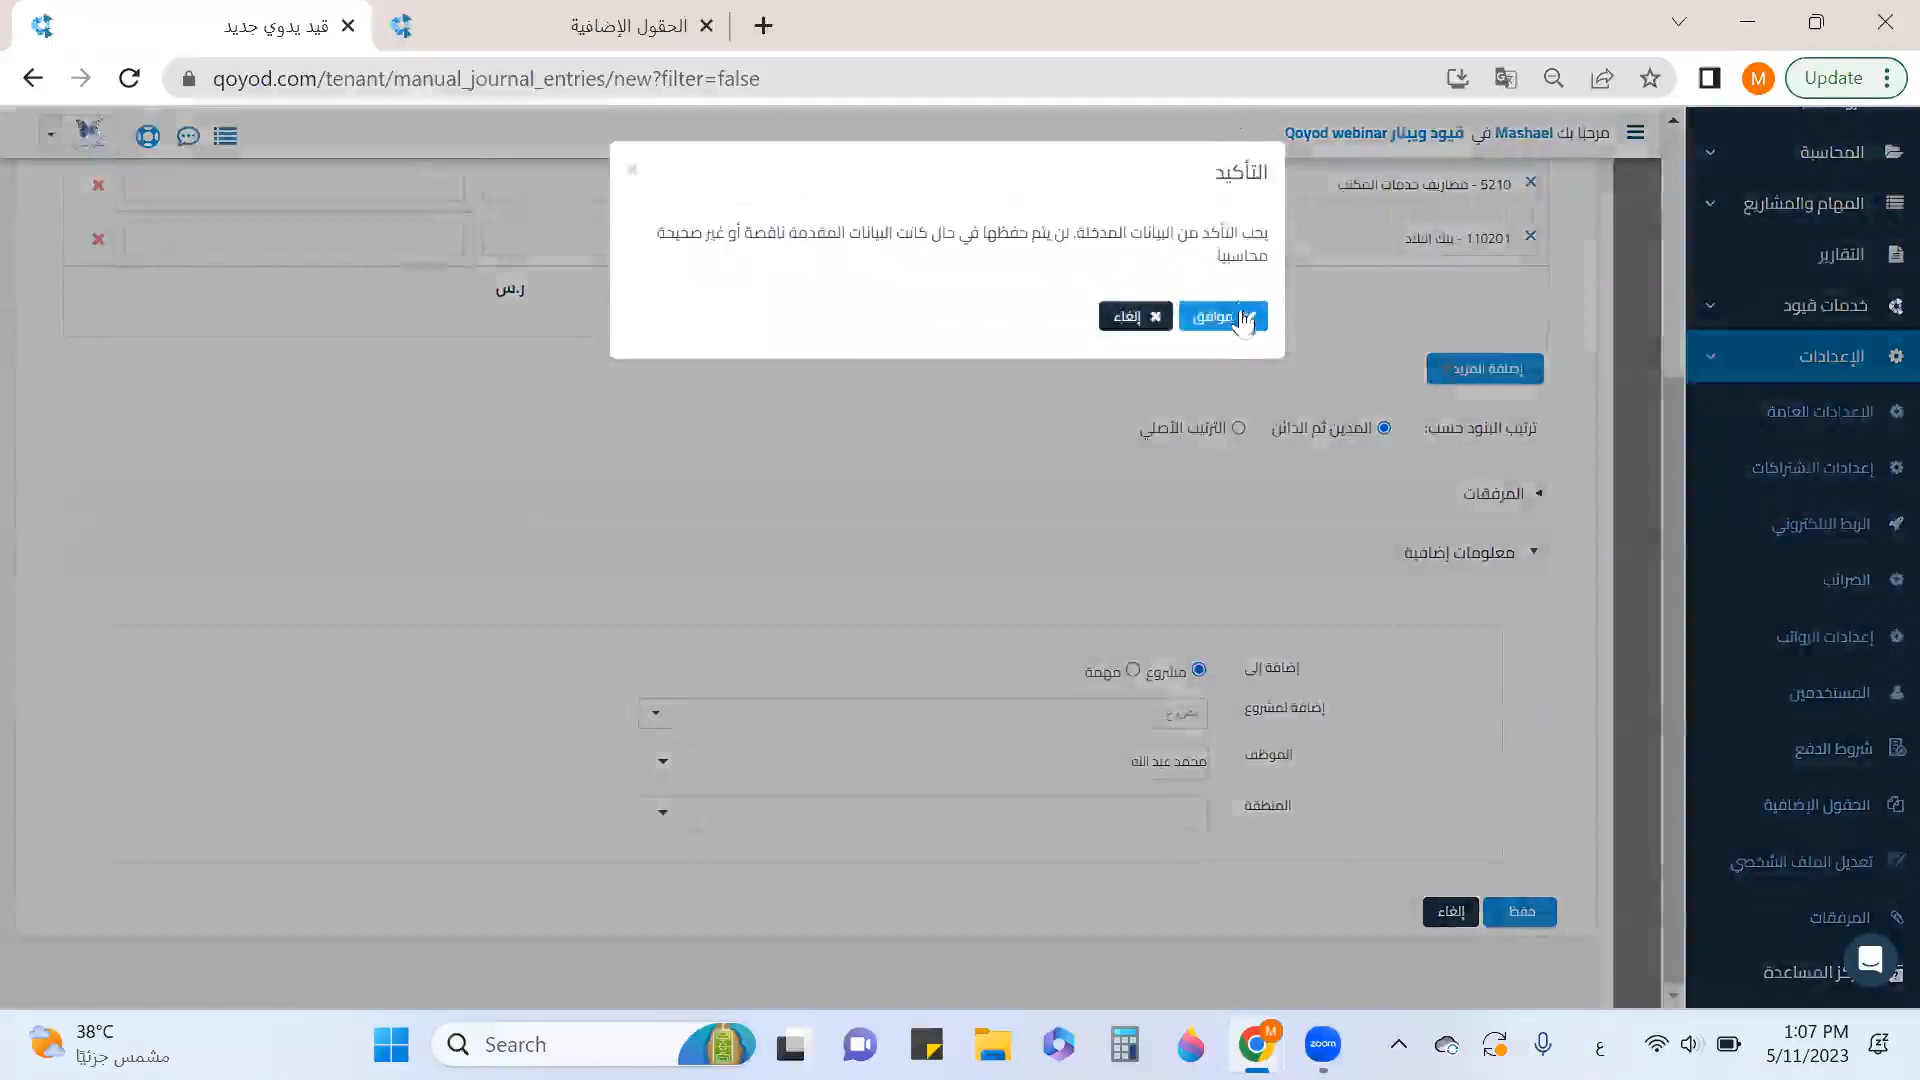 قيد يدوي جديد
الحقول الإضافية
qoyod.com/tenant/manual_journal_entries/new?filter=false
M
Update
مرحبًا بك Mashael في قيود ويبنار Qoyod webinar
التأكيد
يجب التأكد من البيانات المدخلة, لن يتم حفظها في حال كانت البيانات المقدمة ناقصة أو غير صحيحة
محاسبياً
موافق
إلغاء
5210 - مصاريف خدمات المكتب
110201 - بنك البلاد
ر.س
إضافة المزيد
ترتيب البنود حسب:
المدين ثم الدائن
الترتيب الأصلي
المرفقات
معلومات إضافية
إضافة إلى
مشروع
مهمة
إضافة لمشروع
مشروع
الموظف
محمد عبد الله
المنطقة
حفظ
إلغاء
المحاسبة
المهام والمشاريع
التقارير
خدمات قيود
الإعدادات
الإعدادات العامة
إعدادات الاشتراكات
الربط الالكتروني
الضرائب
إعدادات الرواتب
المستخدمين
شروط الدفع
الحقول الإضافية
تعديل الملف الشخصي
المرفقات
المساعدة
38°C
مشمس جزئيًا
Search
M
zoom
ع
1:07 PM
5/11/2023